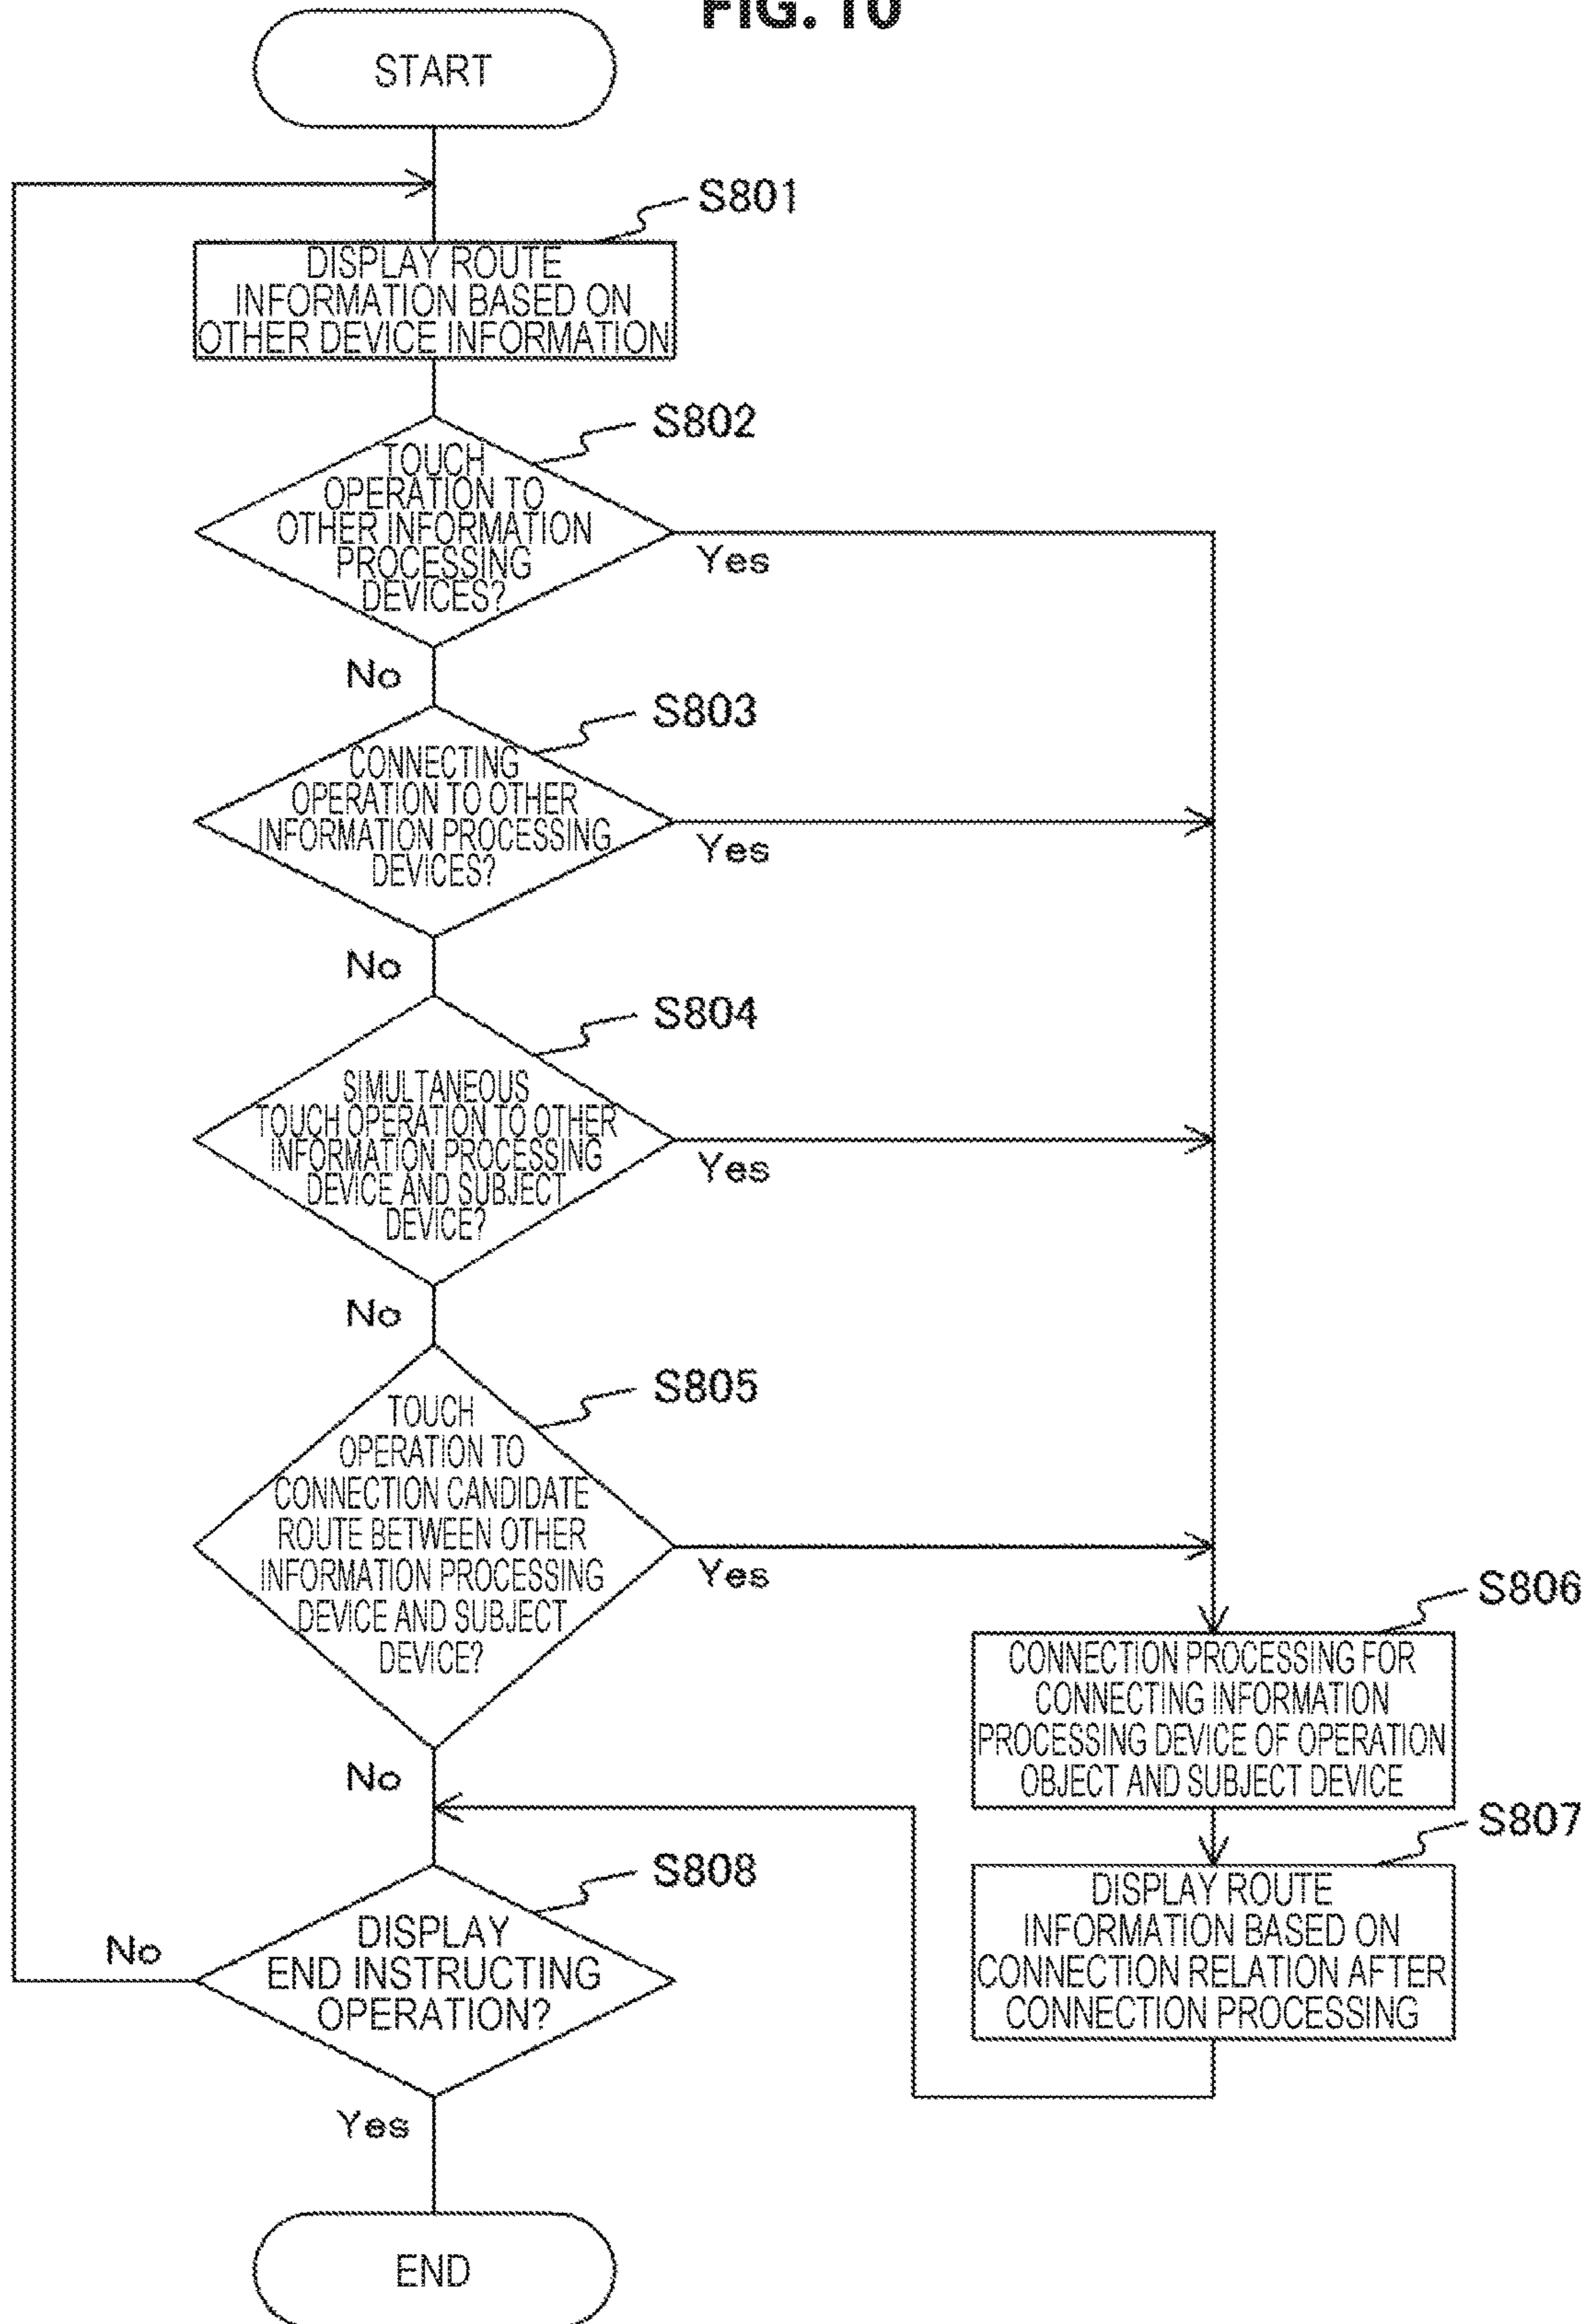 FIG. 10
START
S801
DISPLAY ROUTE
INFORMATION BASED ON
OTHER DEVICE INFORMATION
S802
TOUCH
OPERATION TO
OTHER INFORMATION
PROCESSING
DEVICES?
Yes
No
S803
CONNECTING
OPERATION TO OTHER
INFORMATION PROCESSING
DEVICES?
Yes
No
S804
SIMULTANEOUS
TOUCH OPERATION TO OTHER
INFORMATION PROCESSING
DEVICE AND SUBJECT
DEVICE?
Yes
No
S805
TOUCH
OPERATION TO
CONNECTION CANDIDATE
ROUTE BETWEEN OTHER
INFORMATION PROCESSING
DEVICE AND SUBJECT
DEVICE?
Yes
No
S806
CONNECTION PROCESSING FOR
CONNECTING INFORMATION
PROCESSING DEVICE OF OPERATION
OBJECT AND SUBJECT DEVICE
S807
DISPLAY ROUTE
INFORMATION BASED ON
CONNECTION RELATION AFTER
CONNECTION PROCESSING
S808
DISPLAY
END INSTRUCTING
OPERATION?
No
Yes
END